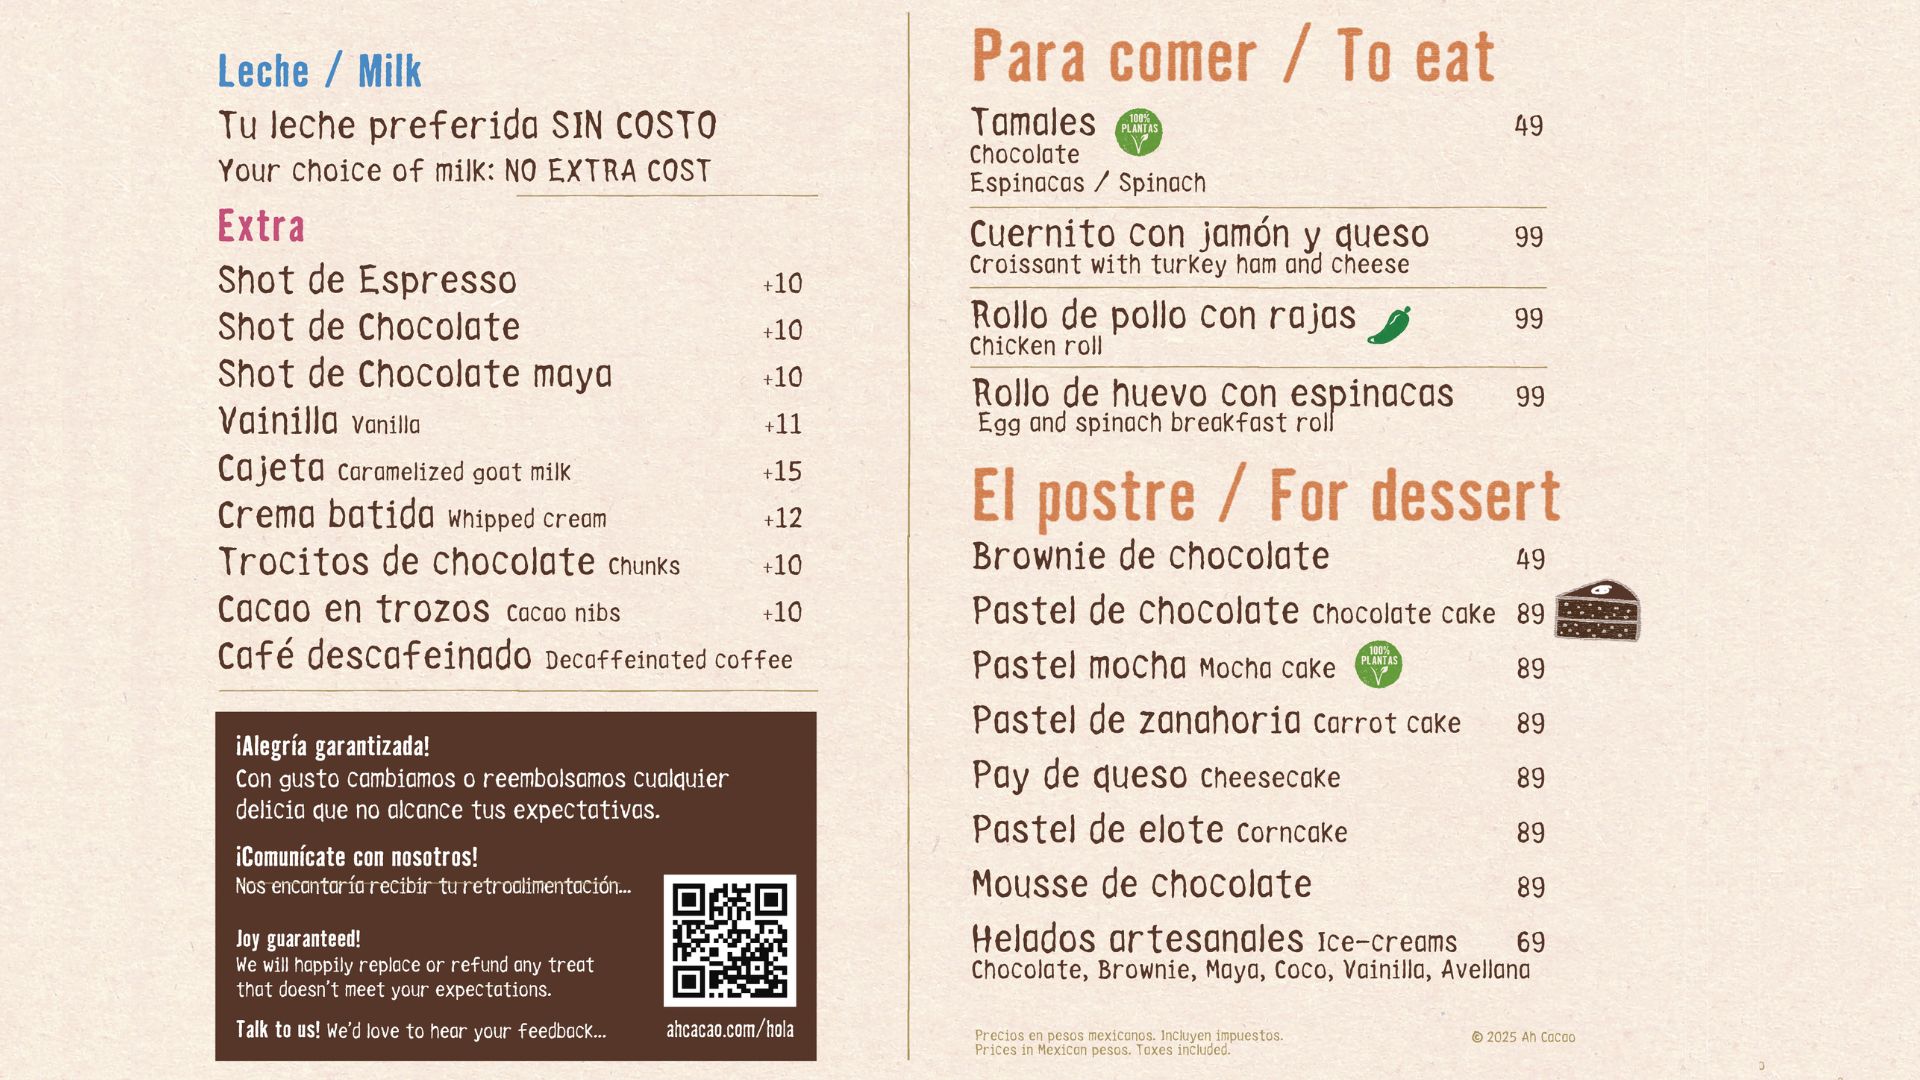 Leche / Milk
Tu leche preferida SIN COSTO
Your choice of milk: NO EXTRA COST
Extra
Shot de Espresso +10
Shot de Chocolate +10
Shot de Chocolate maya +10
Vainilla Vanilla +11
Cajeta Caramelized goat milk +15
Crema batida Whipped cream +12
Trocitos de chocolate Chunks +10
Cacao en trozos Cacao nibs +10
Café descafeinado Decaffeinated coffee
¡Alegría garantizada!
Con gusto cambiamos o reembolsamos cualquier
delicia que no alcance tus expectativas.
¡Comunícate con nosotros!
Nos encantaría recibir tu retroalimentación...
Joy guaranteed!
We will happily replace or refund any treat
that doesn't meet your expectations.
Talk to us! We'd love to hear your feedback...
ahcacao.com/hola
Para comer / To eat
Tamales 100% PLANTAS 49
Chocolate
Espinacas / Spinach
Cuernito con jamón y queso 99
Croissant with turkey ham and cheese
Rollo de pollo con rajas 99
Chicken roll
Rollo de huevo con espinacas 99
Egg and spinach breakfast roll
El postre / For dessert
Brownie de chocolate 49
Pastel de chocolate Chocolate cake 89
Pastel mocha Mocha cake 100% PLANTAS 89
Pastel de zanahoria Carrot cake 89
Pay de queso Cheesecake 89
Pastel de elote Corncake 89
Mousse de chocolate 89
Helados artesanales Ice-creams 69
Chocolate, Brownie, Maya, Coco, Vainilla, Avellana
Precios en pesos mexicanos. Incluyen impuestos.
Prices in Mexican pesos. Taxes included.
© 2025 Ah Cacao